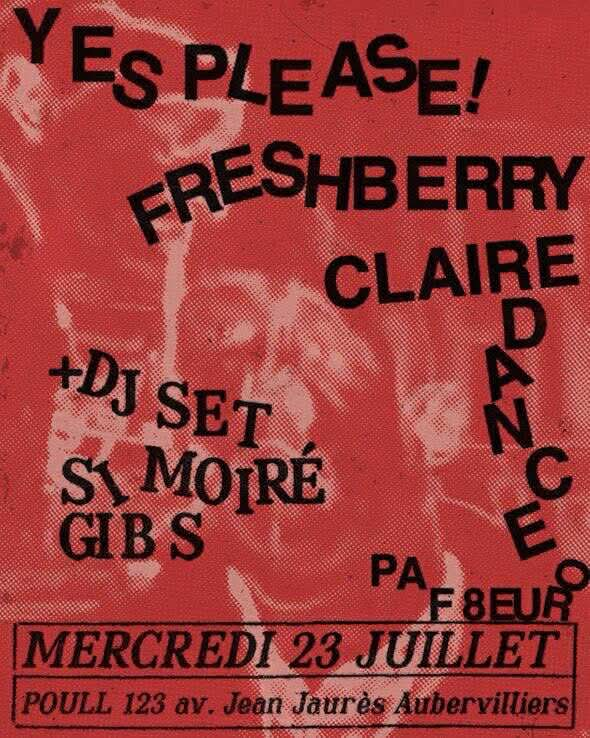 YES PLEASE!
FRESHBERRY
CLAIRE
DANCE
+DJ SET
SI MOIRÉ
GIBS
PAF 8EURO
MERCREDI 23 JUILLET
POULL 123 av. Jean Jaurès Aubervilliers